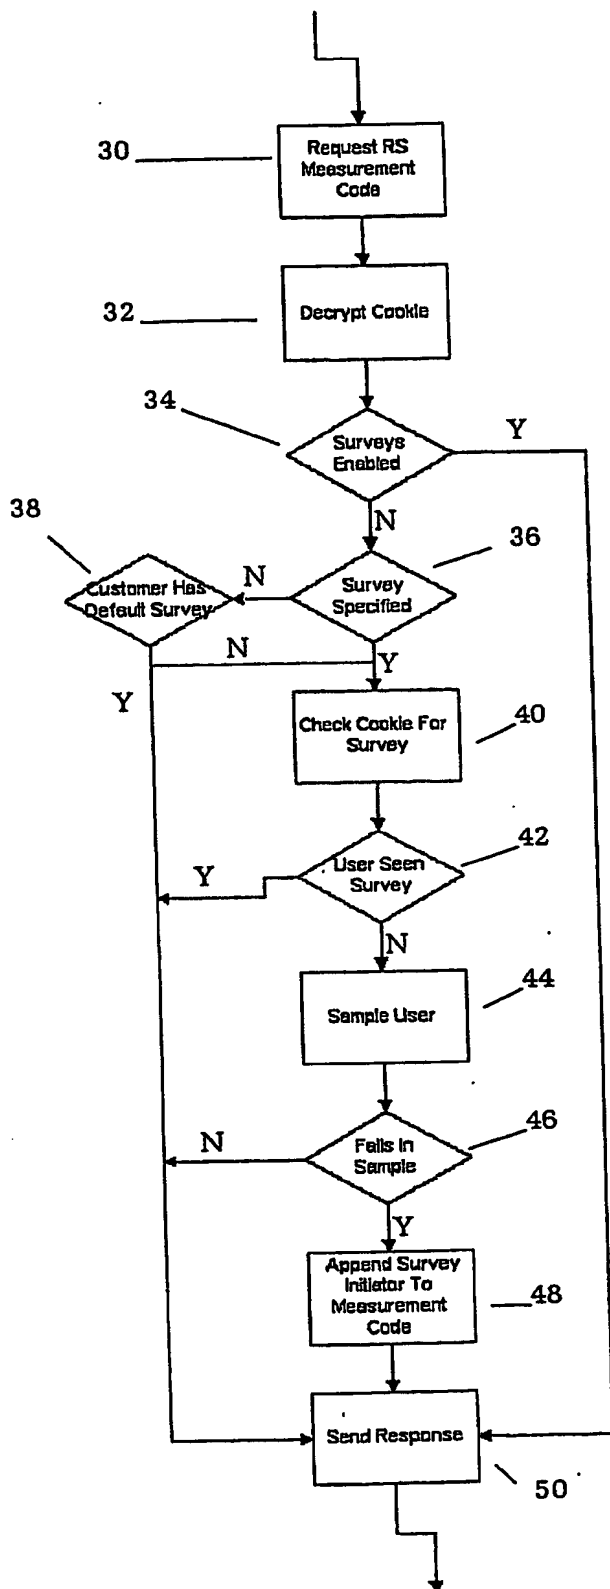 30
Request RS
Measurement
Code
32
Decrypt Cookie
34
Surveys
Enabled
Y
N
38
Customer Has
Default Survey
N
36
Survey
Specified
N
Y
Y
40
Check Cookie For
Survey
42
User Seen
Survey
Y
N
44
Sample User
46
Falls In
Sample
N
Y
Append Survey
Initiator To
Measurement
Code
48
Send Response
50